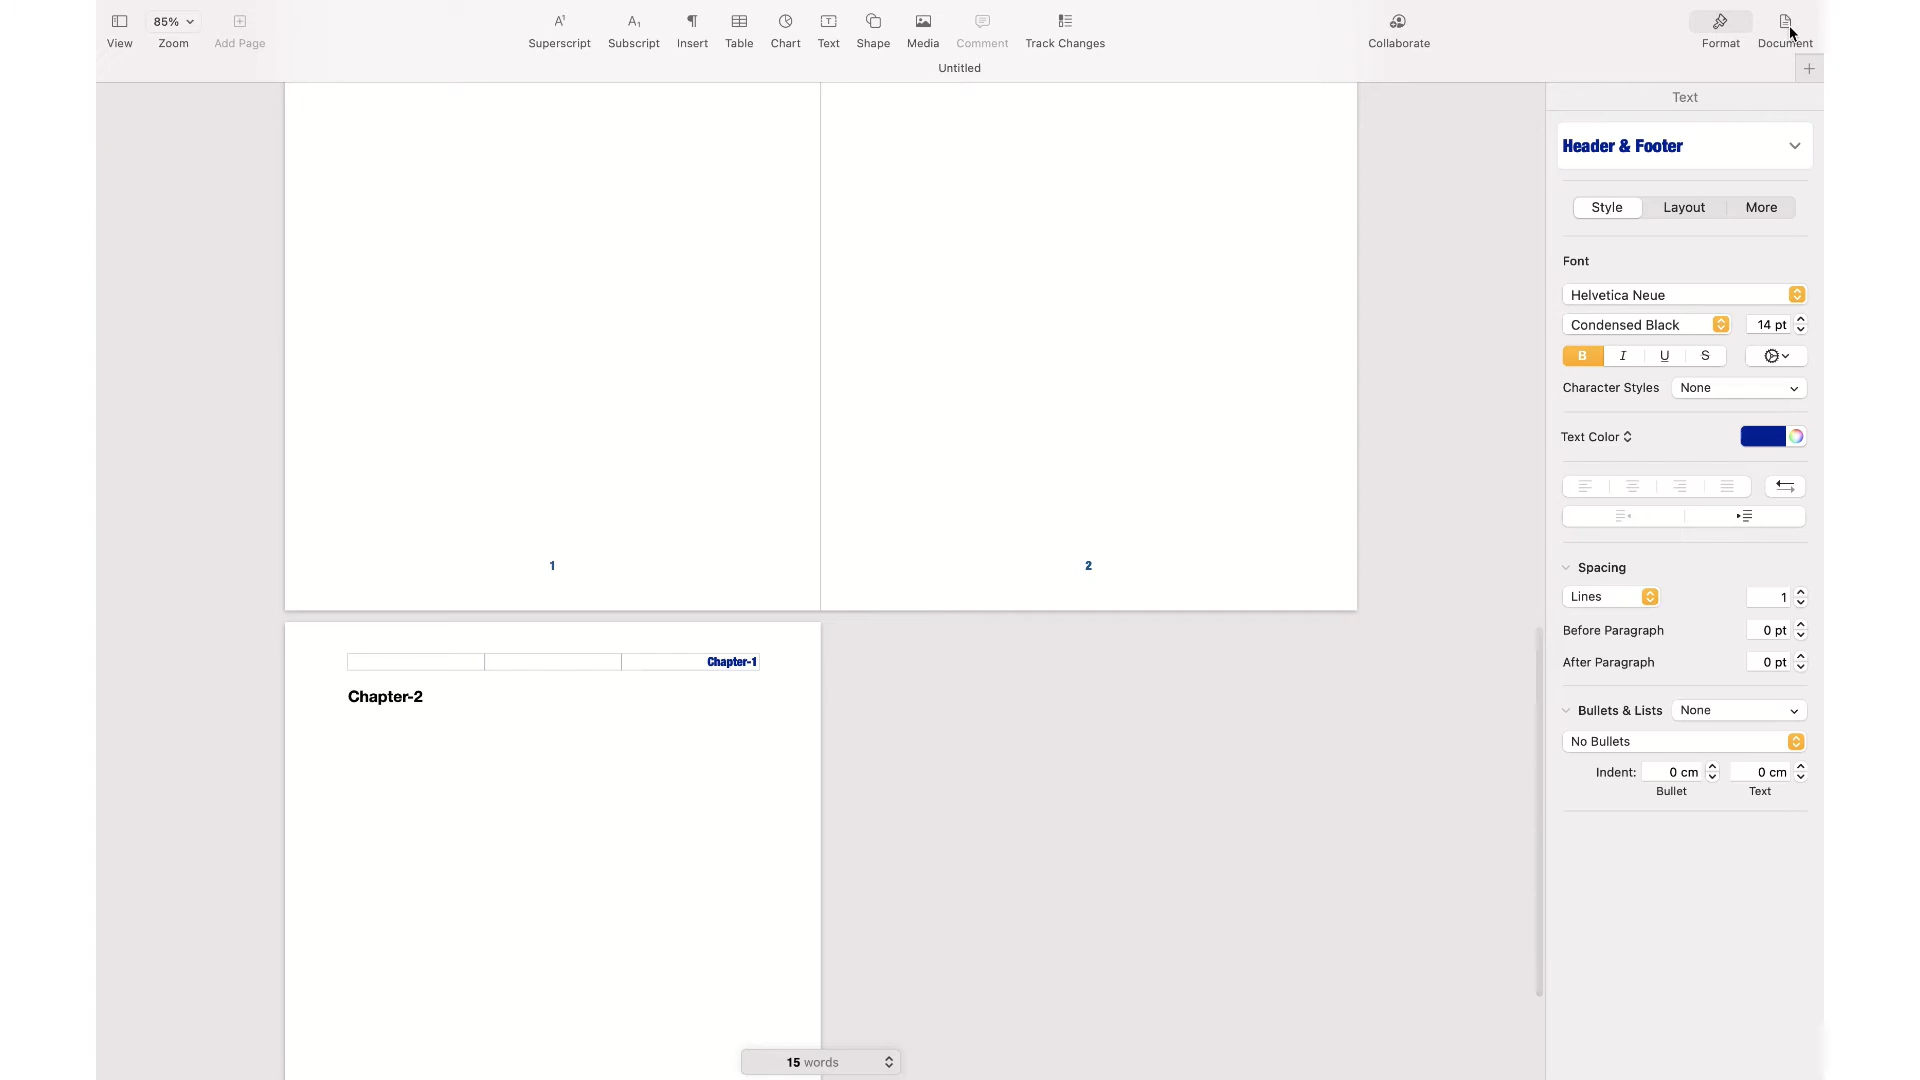 85%
View
Zoom
Add Page
Superscript
Subscript
Insert
Table
Chart
Text
Shape
Media
Comment
Track Changes
Collaborate
Format
Document
Untitled
Text
Header & Footer
Style
Layout
More
Font
Helvetica Neue
Condensed Black
14 pt
B
I
U
S
Character Styles
None
Text Color
1
2
Spacing
Lines
1
Before Paragraph
0 pt
After Paragraph
0 pt
Bullets & Lists
None
No Bullets
Indent:
0 cm
0 cm
Bullet
Text
Chapter-1
Chapter-2
15 words